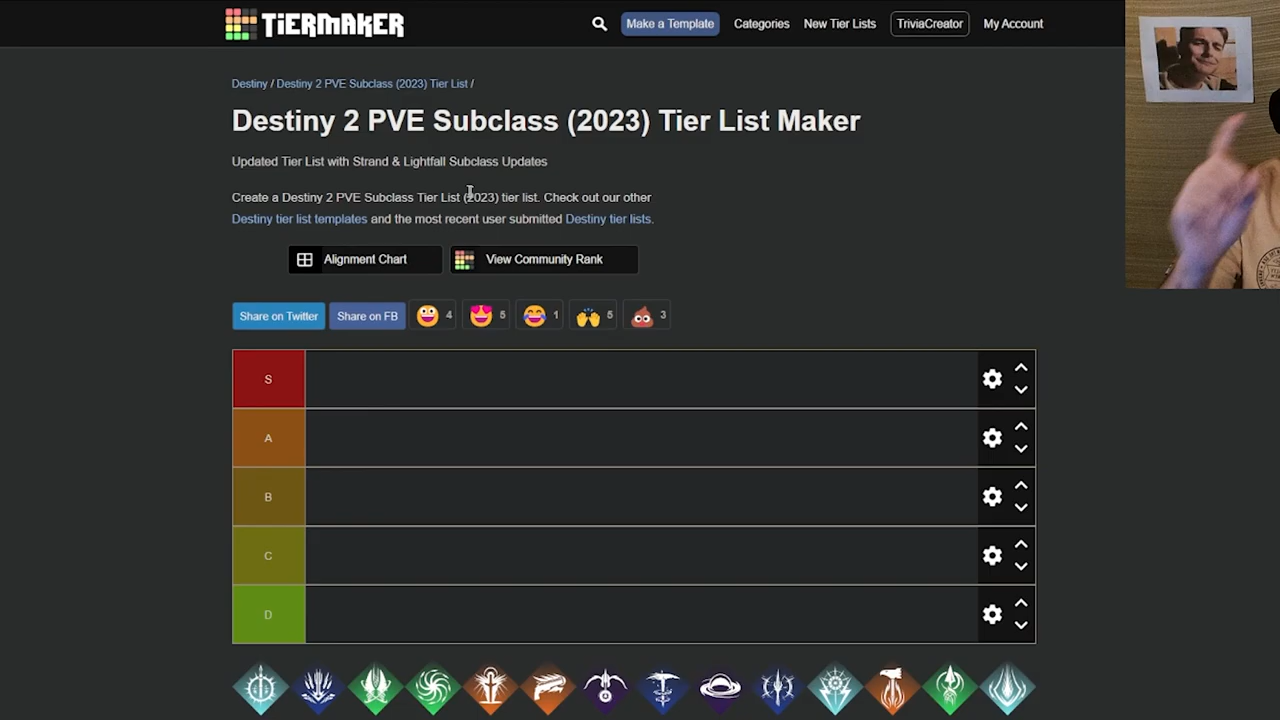 TiERMAKER
Make a Template
Categories
New Tier Lists
TriviaCreator
My Account
Destiny / Destiny 2 PVE Subclass (2023) Tier List /
Destiny 2 PVE Subclass (2023) Tier List Maker
Updated Tier List with Strand & Lightfall Subclass Updates
Create a Destiny 2 PVE Subclass Tier List (2023) tier list. Check out our other
Destiny tier list templates and the most recent user submitted Destiny tier lists.
Alignment Chart
View Community Rank
Share on Twitter
Share on FB
4
5
1
5
3
S
A
B
C
D